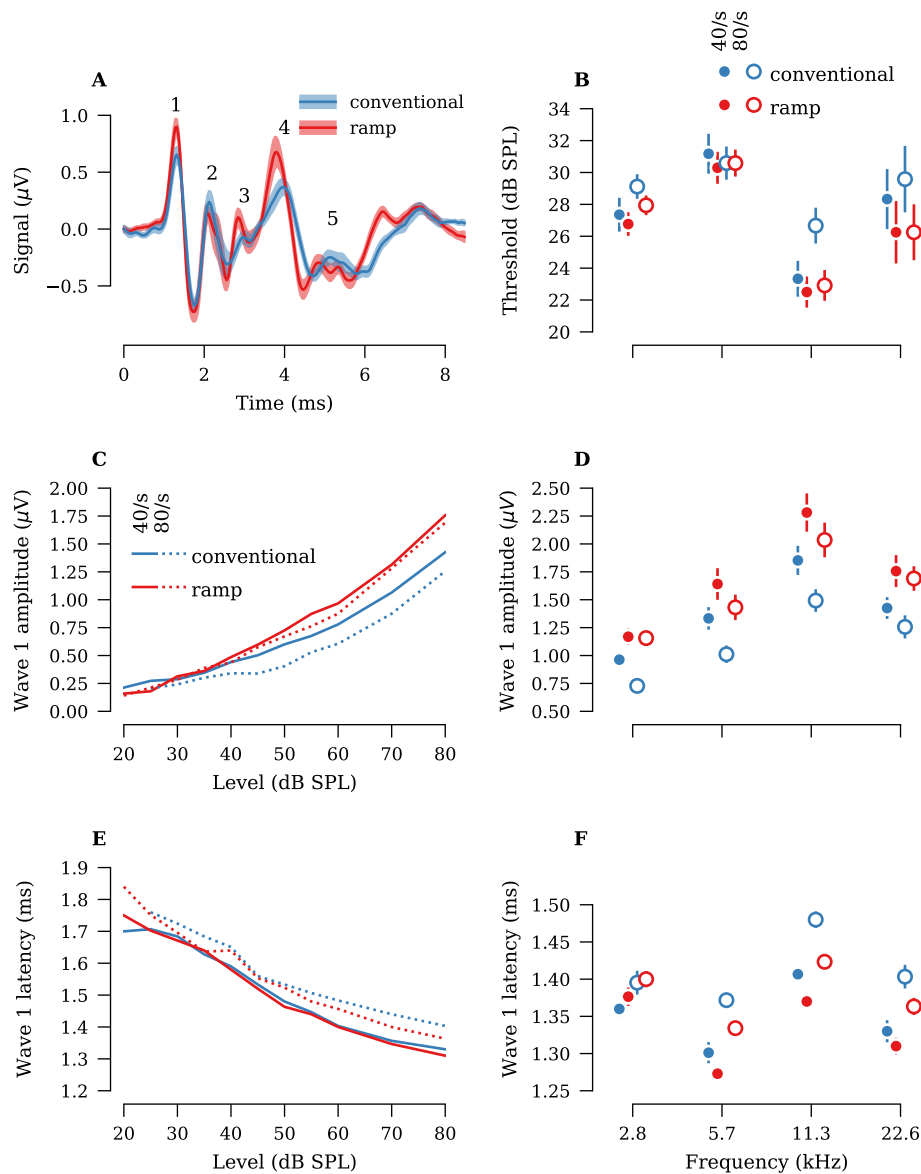 40/s
80/s
A
B
conventional
ramp
1
2
3
4
5
conventional
ramp
1.0
0.5
0.0
−0.5
Signal (μV)
0
2
4
6
8
Time (ms)
34
32
30
28
26
24
22
20
Threshold (dB SPL)
C
D
2.00
1.75
1.50
1.25
1.00
0.75
0.50
0.25
0.00
Wave 1 amplitude (μV)
40/s
80/s
conventional
ramp
20
30
40
50
60
70
80
Level (dB SPL)
2.50
2.25
2.00
1.75
1.50
1.25
1.00
0.75
0.50
Wave 1 amplitude (μV)
E
F
1.9
1.8
1.7
1.6
1.5
1.4
1.3
1.2
Wave 1 latency (ms)
20
30
40
50
60
70
80
Level (dB SPL)
1.50
1.45
1.40
1.35
1.30
1.25
Wave 1 latency (ms)
2.8
5.7
11.3
22.6
Frequency (kHz)